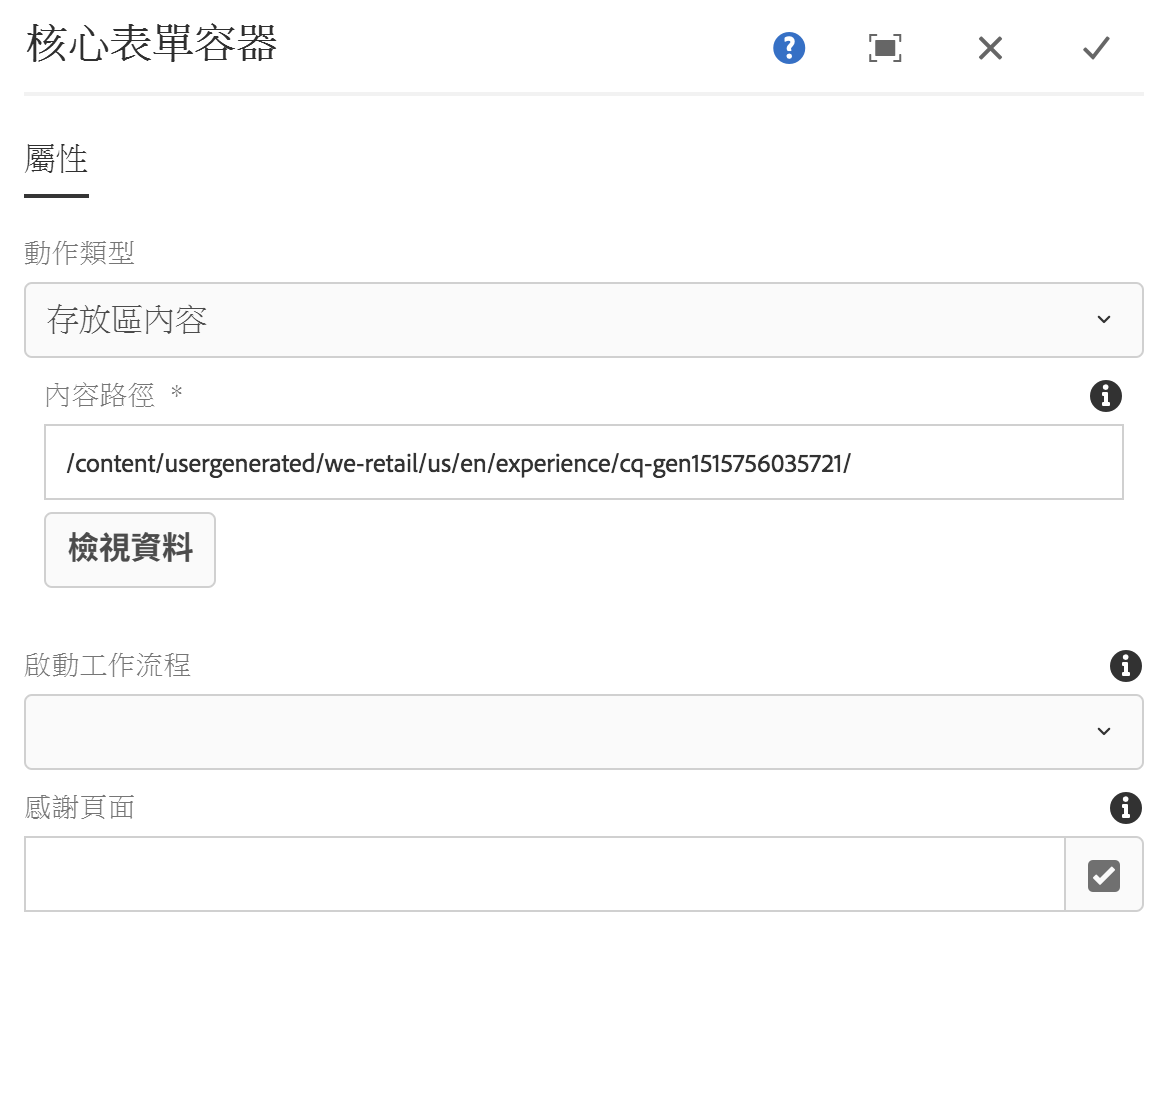 核心表單容器
屬性
動作類型
存放區內容
內容路徑 *
/content/usergenerated/we-retail/us/en/experience/cq-gen1515756035721/
檢視資料
啟動工作流程
感謝頁面